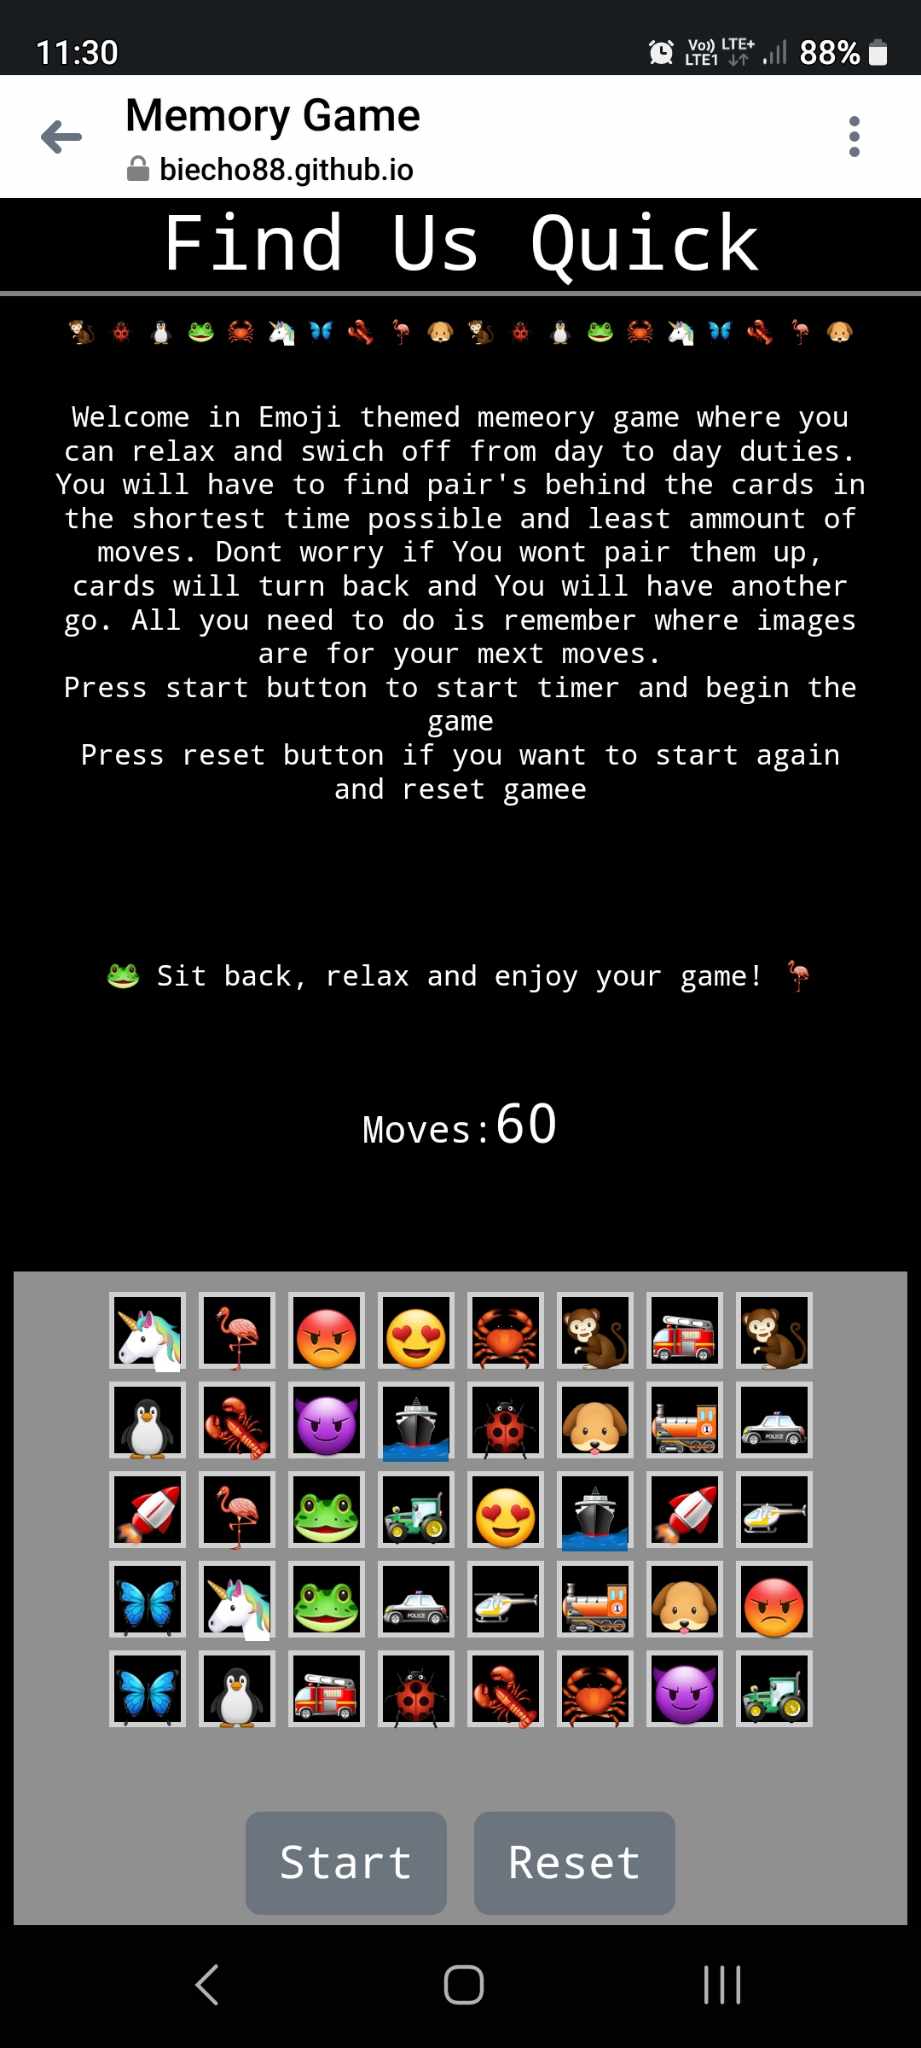 11:30
Vo)) LTE+
LTE1
88%
Memory Game
biecho88.github.io
Find Us Quick
Welcome in Emoji themed memeory game where you
can relax and swich off from day to day duties.
You will have to find pair's behind the cards in
the shortest time possible and least ammount of
moves. Dont worry if You wont pair them up,
cards will turn back and You will have another
go. All you need to do is remember where images
are for your mext moves.
Press start button to start timer and begin the
game
Press reset button if you want to start again
and reset gamee
Sit back, relax and enjoy your game!
Moves:60
Start
Reset